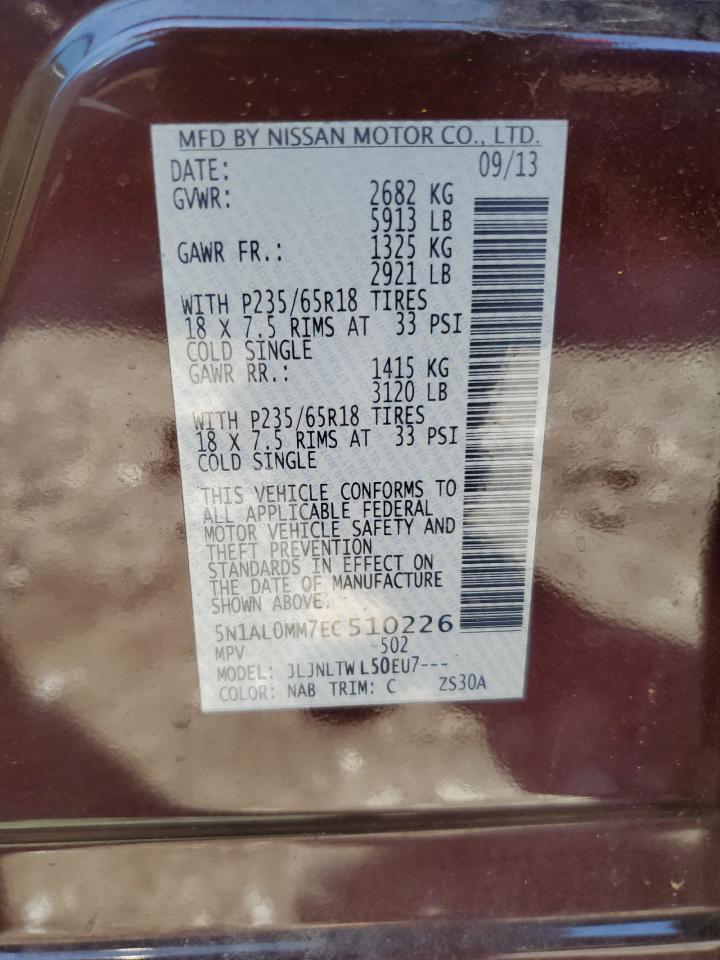 MFD BY NISSAN MOTOR CO., LTD.
DATE: 09/13
GVWR: 2682 KG
5913 LB
GAWR FR.: 1325 KG
2921 LB
WITH P235/65R18 TIRES
18 X 7.5 RIMS AT 33 PSI
COLD SINGLE
GAWR RR.: 1415 KG
3120 LB
WITH P235/65R18 TIRES
18 X 7.5 RIMS AT 33 PSI
COLD SINGLE
THIS VEHICLE CONFORMS TO
ALL APPLICABLE FEDERAL
MOTOR VEHICLE SAFETY AND
THEFT PREVENTION
STANDARDS IN EFFECT ON
THE DATE OF MANUFACTURE
SHOWN ABOVE.
5N1AL0MM7EC510226
MPV 502
MODEL: JLJNLTWL50EU7---
COLOR: NAB TRIM: C ZS30A